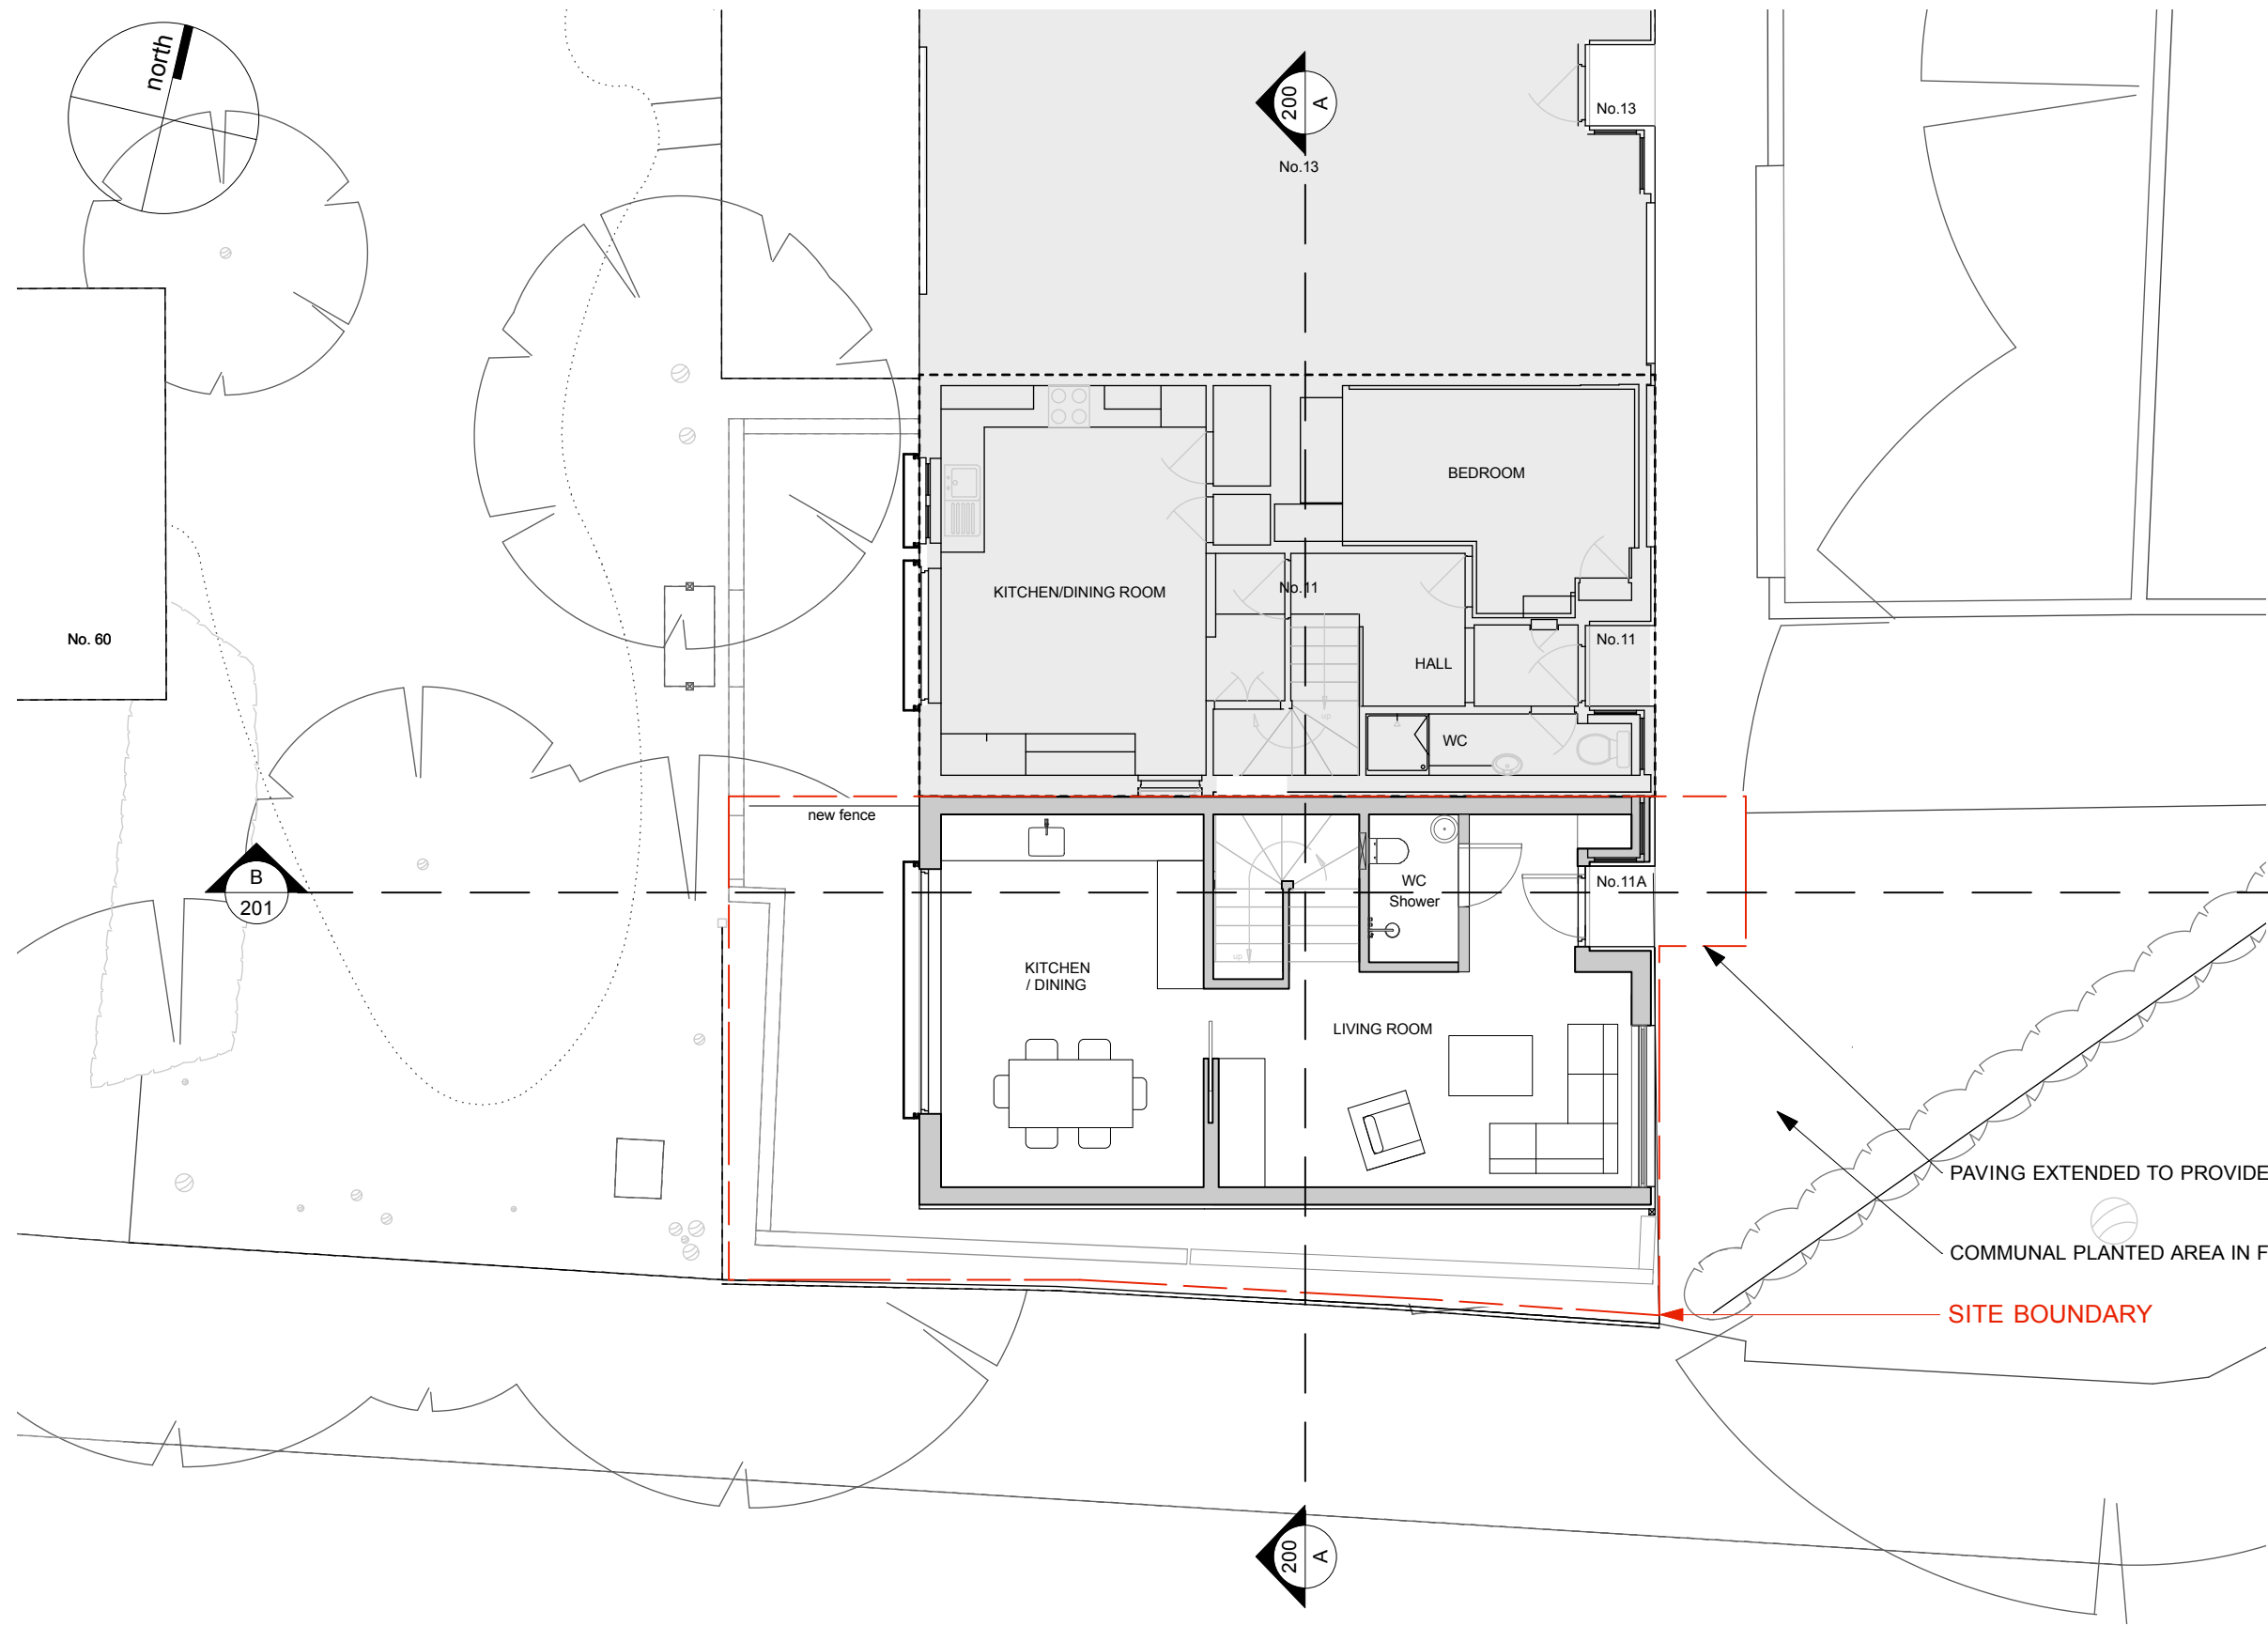 north
200
A
No.13
No.13
BEDROOM
KITCHEN/DINING ROOM
No.11
No. 60
No.11
HALL
up
WC
new fence
B
201
WC
Shower
No.11A
up
KITCHEN
/ DINING
LIVING ROOM
PAVING EXTENDED TO PROVIDE
COMMUNAL PLANTED AREA IN F
SITE BOUNDARY
200
A